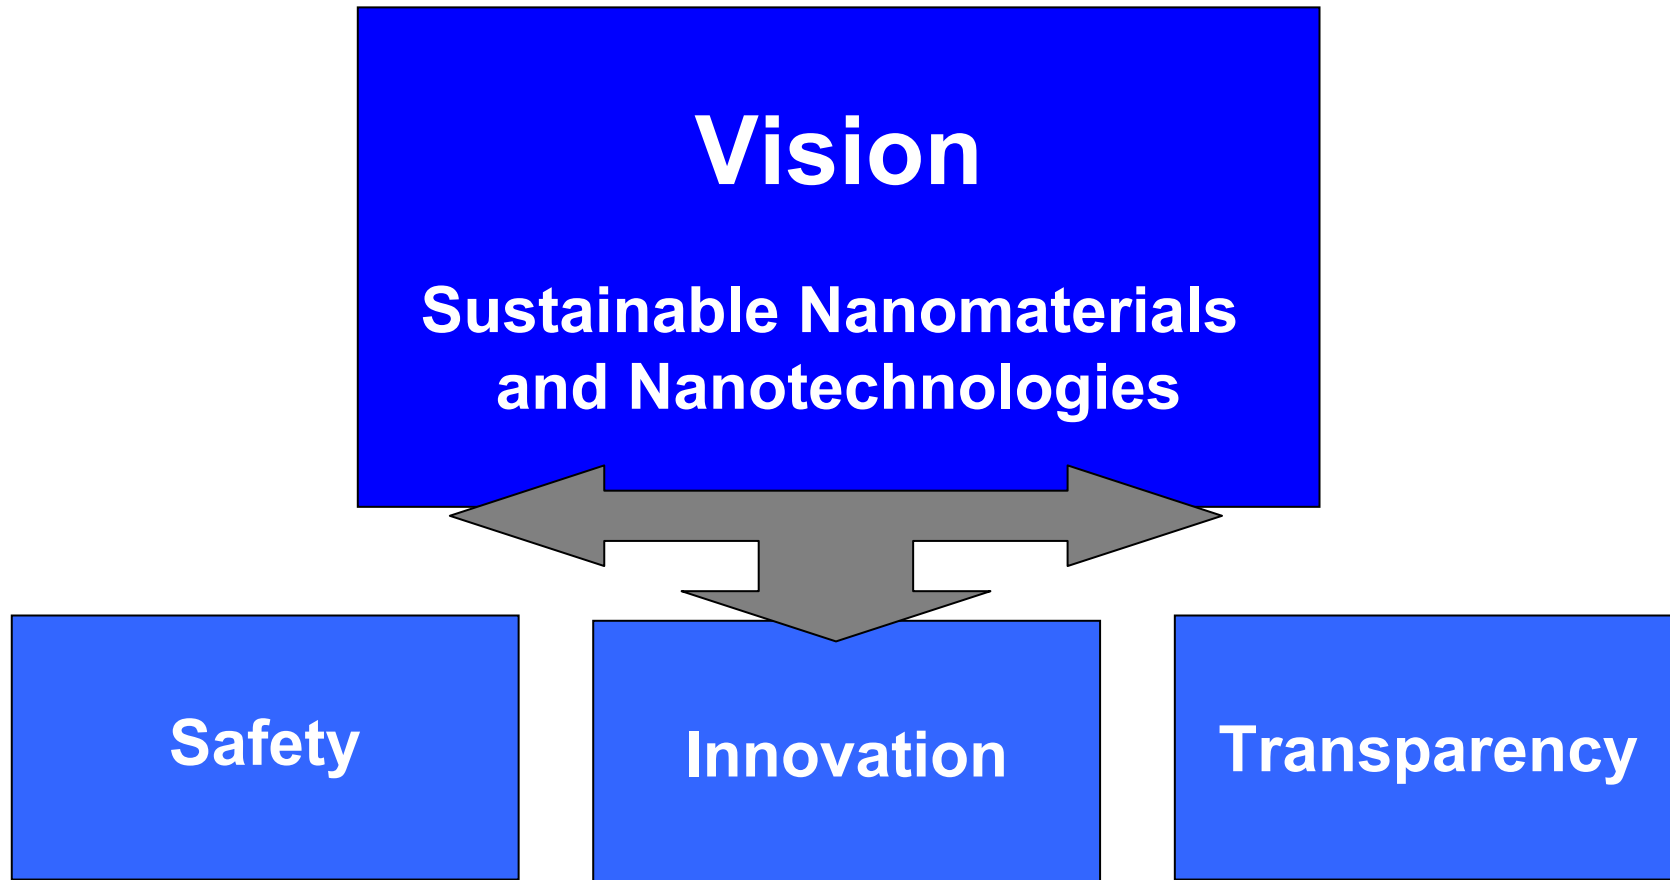 Vision
Sustainable Nanomaterials
and Nanotechnologies
Safety
Innovation
Transparency